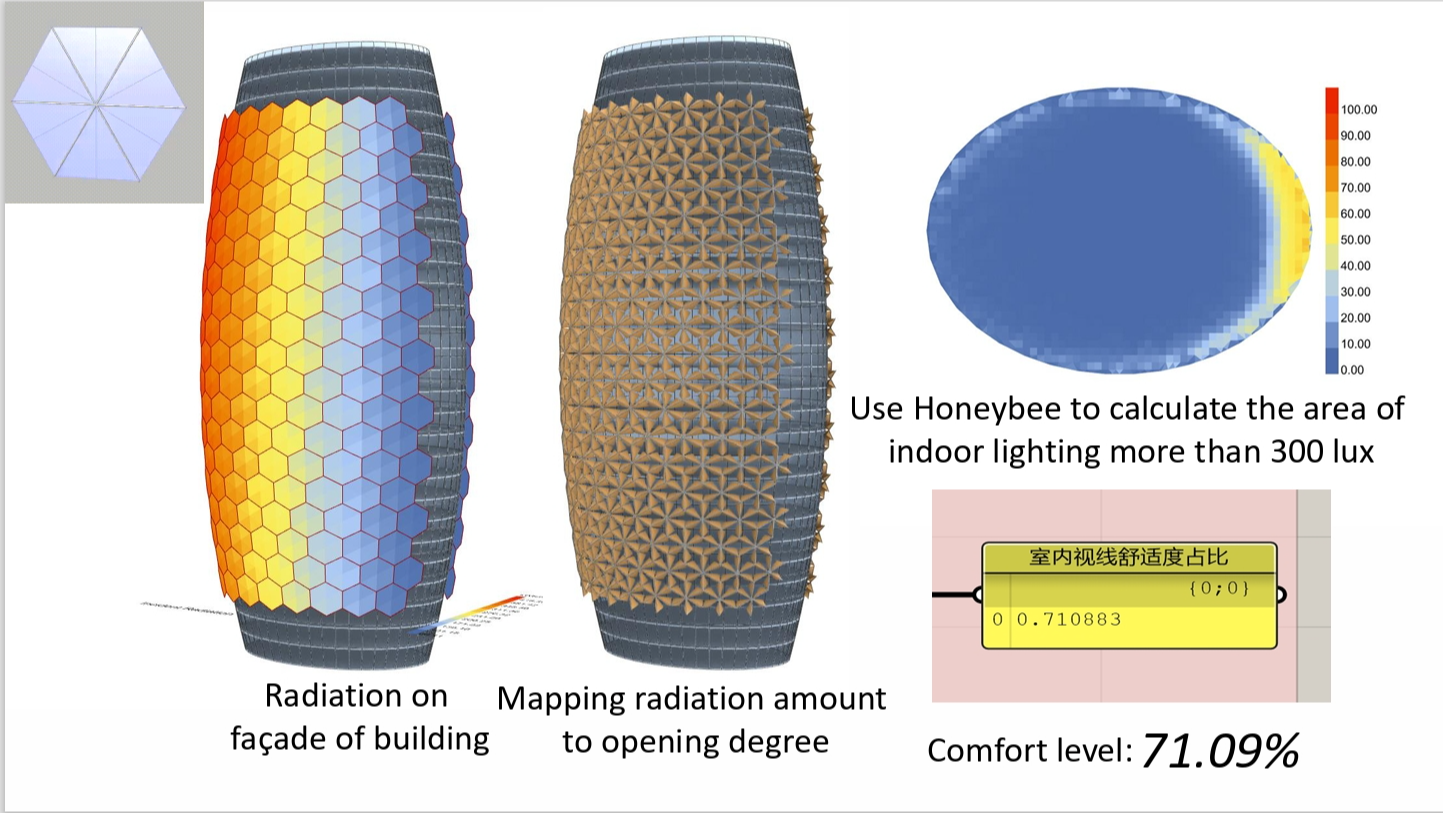 100.00
90.00
80.00
70.00
60.00
50.00
40.00
30.00
20.00
10.00
0.00
Use Honeybee to calculate the area of
indoor lighting more than 300 lux
室内视线舒适度占比
{0;0}
0 0.710883
Radiation on
façade of building
Mapping radiation amount
to opening degree
Comfort level: 71.09%